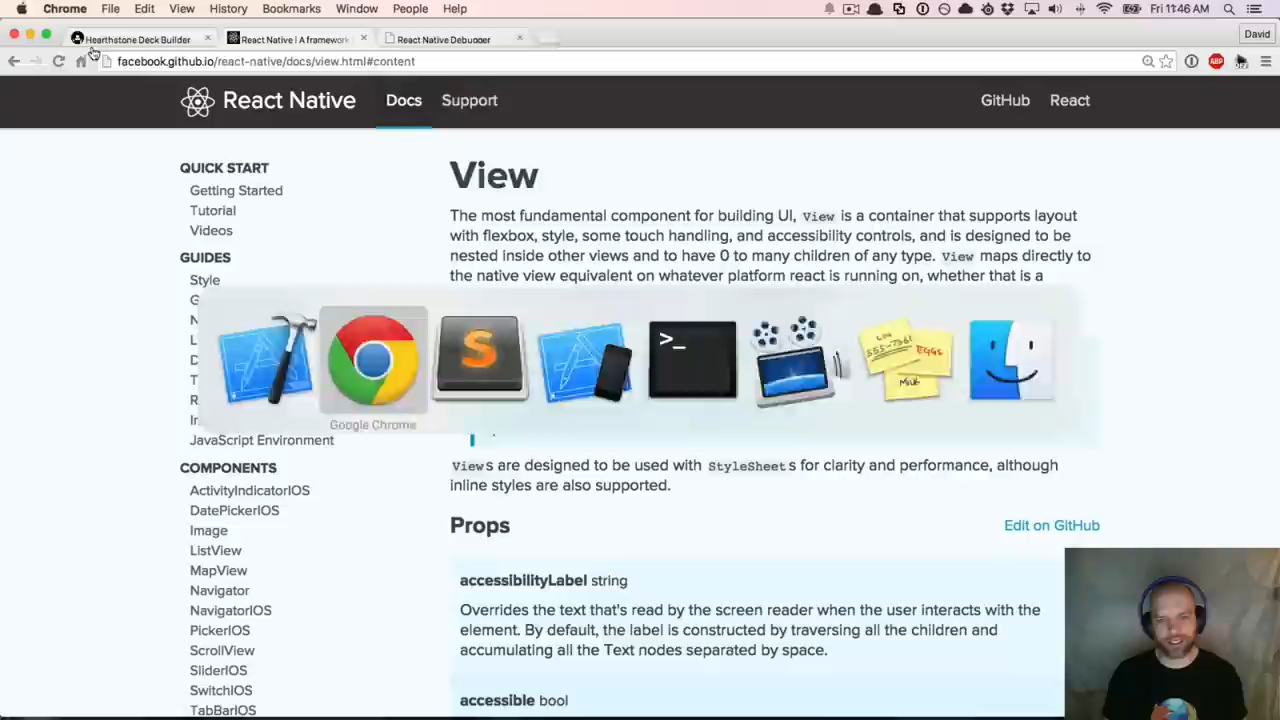 Chrome File Edit View History Bookmarks Window People Help Fri 11:46 AM
Hearthstone Deck Builder React Native | A framework React Native Debugger David
facebook.github.io/react-native/docs/view.html#content ABP
React Native Docs Support GitHub React
QUICK START
Getting Started
Tutorial
Videos
GUIDES
Style
JavaScript Environment
COMPONENTS
ActivityIndicatorIOS
DatePickerIOS
Image
ListView
MapView
Navigator
NavigatorIOS
PickerIOS
ScrollView
SliderIOS
SwitchIOS
TabBarIOS
View
The most fundamental component for building UI, View is a container that supports layout
with flexbox, style, some touch handling, and accessibility controls, and is designed to be
nested inside other views and to have 0 to many children of any type. View maps directly to
the native view equivalent on whatever platform react is running on, whether that is a
S
>_
EGGS
MILK
Google Chrome
Views are designed to be used with StyleSheets for clarity and performance, although
inline styles are also supported.
Props Edit on GitHub
accessibilityLabel string
Overrides the text that's read by the screen reader when the user interacts with the
element. By default, the label is constructed by traversing all the children and
accumulating all the Text nodes separated by space.
accessible bool